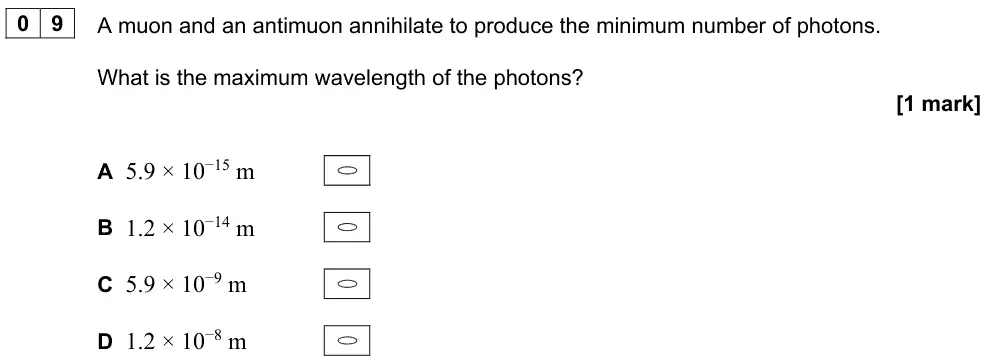 0 9 A muon and an antimuon annihilate to produce the minimum number of photons.
What is the maximum wavelength of the photons?
[1 mark]
A 5.9 × 10⁻¹⁵ m
B 1.2 × 10⁻¹⁴ m
C 5.9 × 10⁻⁹ m
D 1.2 × 10⁻⁸ m